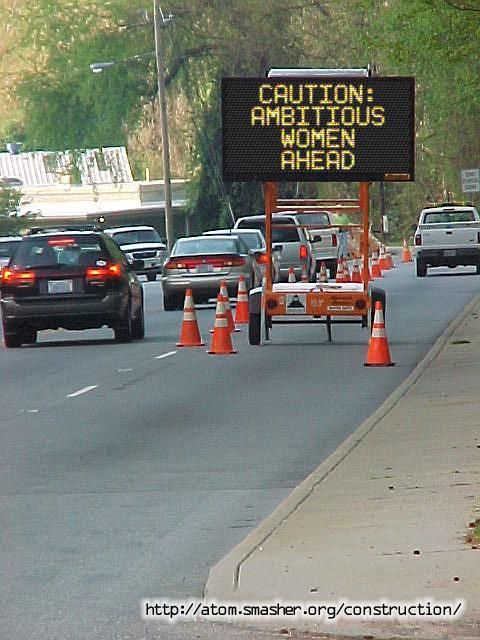 CAUTION:
AMBITIOUS
WOMEN
AHEAD
http://atom.smasher.org/construction/